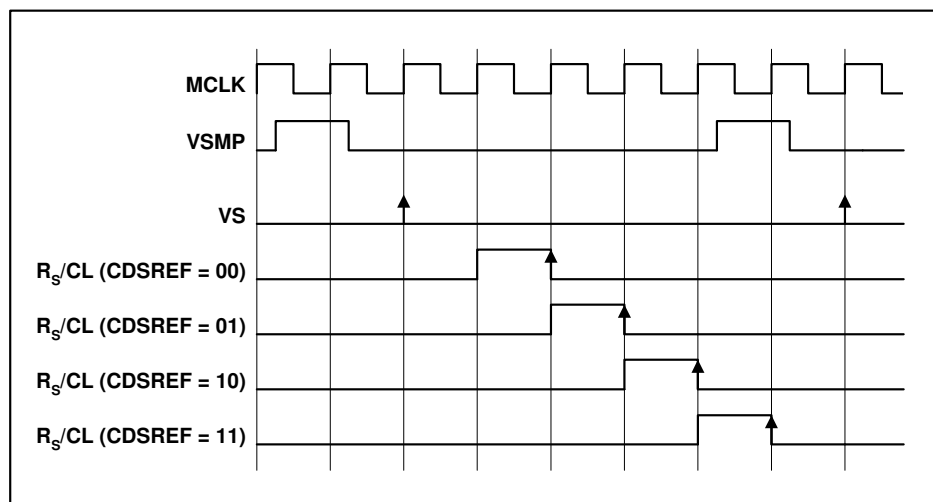 MCLK
VSMP
VS
RS/CL (CDSREF = 00)
RS/CL (CDSREF = 01)
RS/CL (CDSREF = 10)
RS/CL (CDSREF = 11)